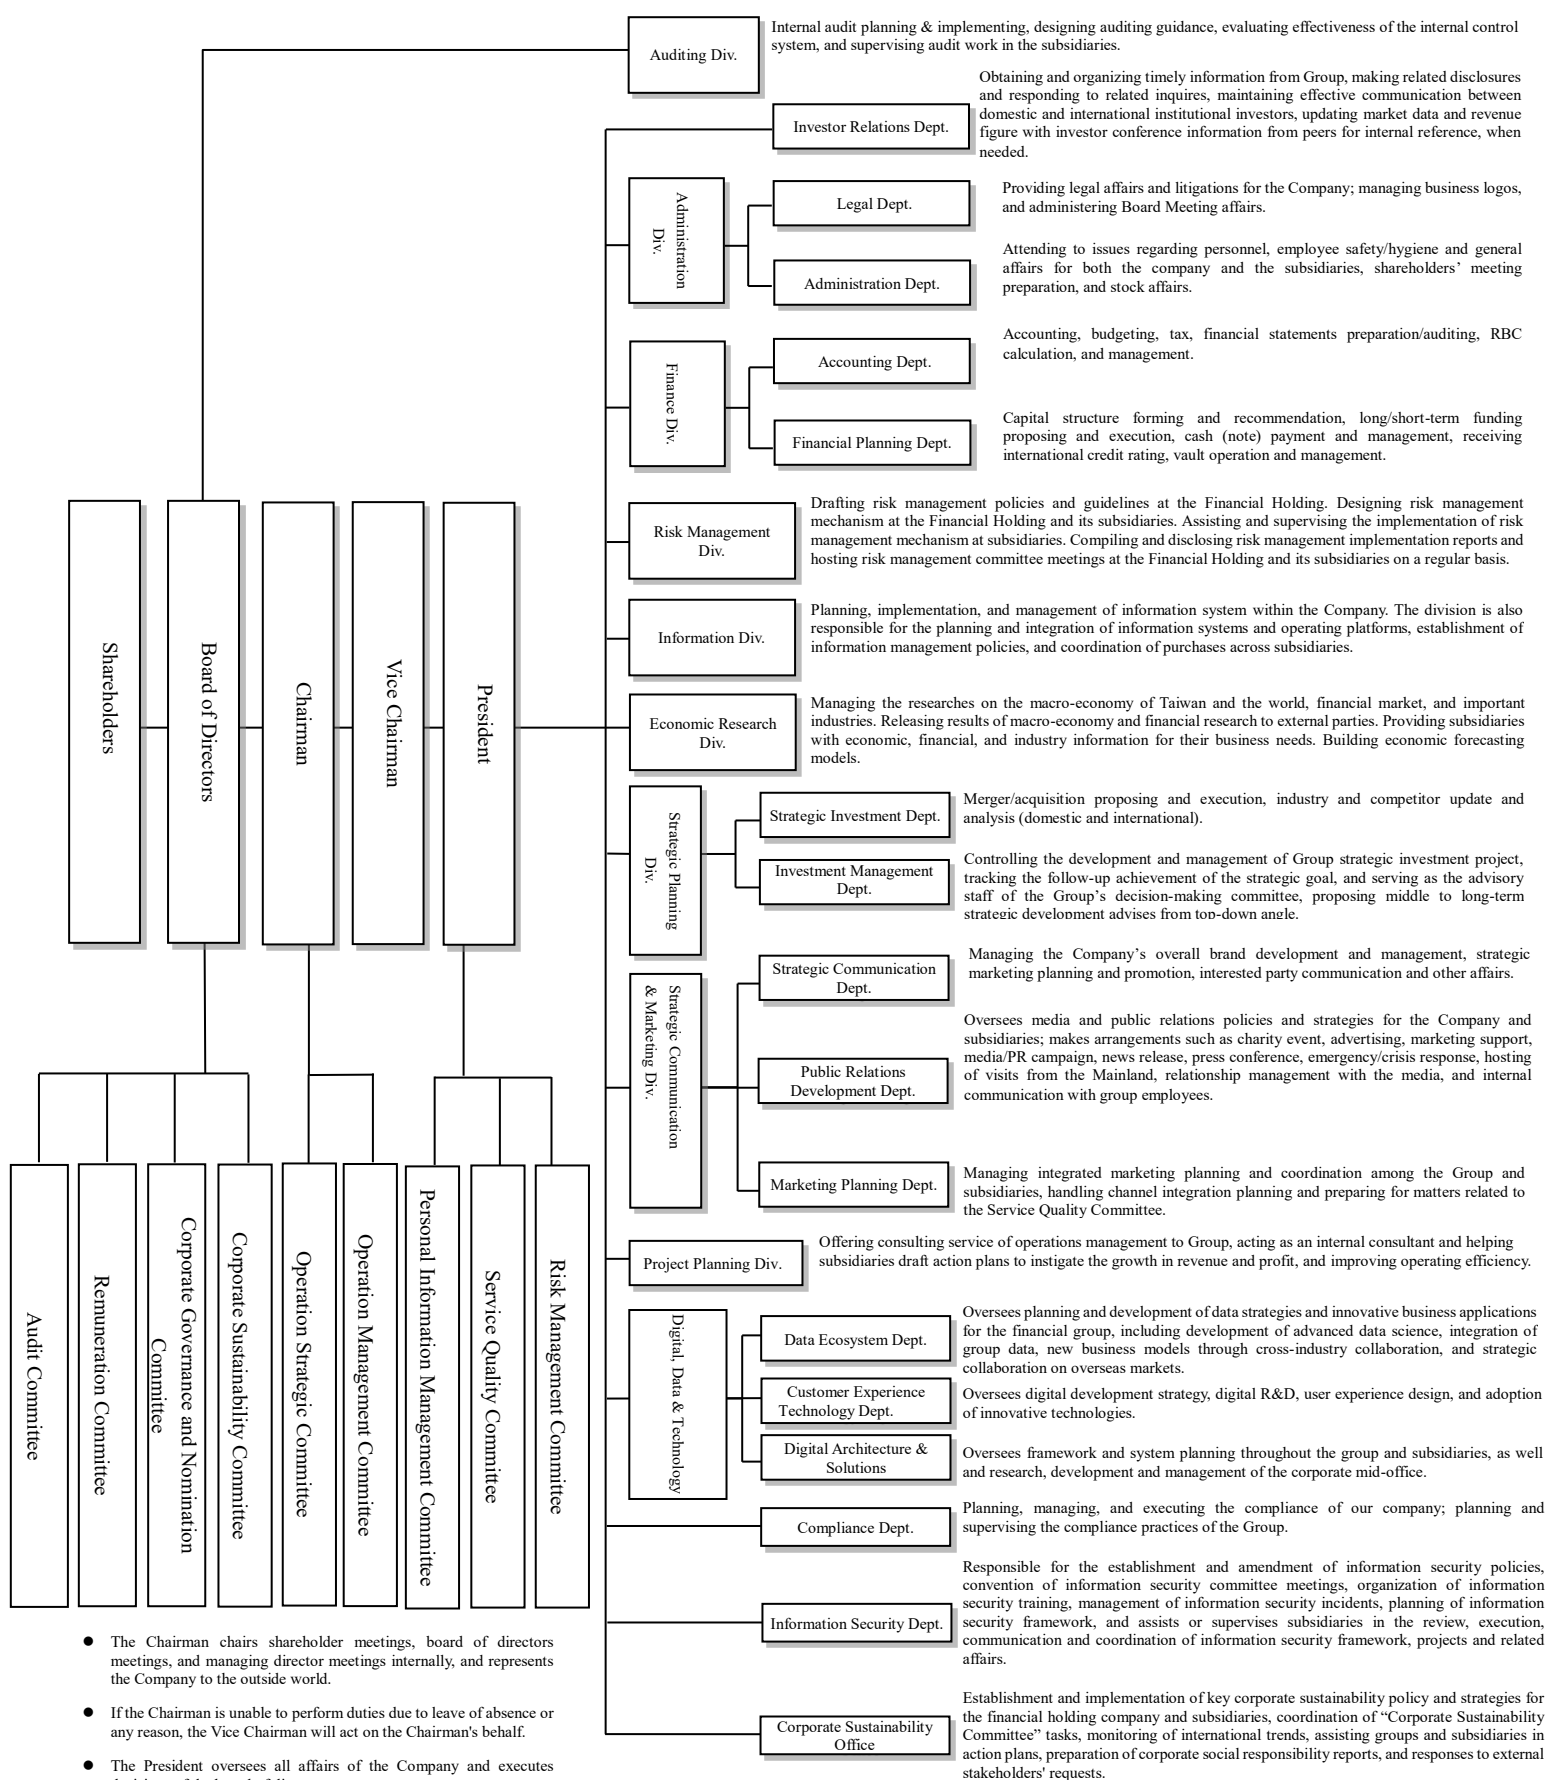 Auditing Div.
Internal audit planning & implementing, designing auditing guidance, evaluating effectiveness of the internal control
system, and supervising audit work in the subsidiaries.
Investor Relations Dept.
Obtaining and organizing timely information from Group, making related disclosures
and responding to related inquires, maintaining effective communication between
domestic and international institutional investors, updating market data and revenue
figure with investor conference information from peers for internal reference, when
needed.
Administration
Div.
Legal Dept.
Providing legal affairs and litigations for the Company; managing business logos,
and administering Board Meeting affairs.
Administration Dept.
Attending to issues regarding personnel, employee safety/hygiene and general
affairs for both the company and the subsidiaries, shareholders’ meeting
preparation, and stock affairs.
Finance Div.
Accounting Dept.
Accounting, budgeting, tax, financial statements preparation/auditing, RBC
calculation, and management.
Financial Planning Dept.
Capital structure forming and recommendation, long/short-term funding
proposing and execution, cash (note) payment and management, receiving
international credit rating, vault operation and management.
Shareholders
Board of Directors
Chairman
Vice Chairman
President
Risk Management
Div.
Drafting risk management policies and guidelines at the Financial Holding. Designing risk management
mechanism at the Financial Holding and its subsidiaries. Assisting and supervising the implementation of risk
management mechanism at subsidiaries. Compiling and disclosing risk management implementation reports and
hosting risk management committee meetings at the Financial Holding and its subsidiaries on a regular basis.
Information Div.
Planning, implementation, and management of information system within the Company. The division is also
responsible for the planning and integration of information systems and operating platforms, establishment of
information management policies, and coordination of purchases across subsidiaries.
Economic Research
Div.
Managing the researches on the macro-economy of Taiwan and the world, financial market, and important
industries. Releasing results of macro-economy and financial research to external parties. Providing subsidiaries
with economic, financial, and industry information for their business needs. Building economic forecasting
models.
Strategic Planning
Div.
Strategic Investment Dept.
Merger/acquisition proposing and execution, industry and competitor update and
analysis (domestic and international).
Investment Management
Dept.
Controlling the development and management of Group strategic investment project,
tracking the follow-up achievement of the strategic goal, and serving as the advisory
staff of the Group’s decision-making committee, proposing middle to long-term
strategic development advises from top-down angle.
Strategic Communication
& Marketing Div.
Strategic Communication
Dept.
Managing the Company’s overall brand development and management, strategic
marketing planning and promotion, interested party communication and other affairs.
Public Relations
Development Dept.
Oversees media and public relations policies and strategies for the Company and
subsidiaries; makes arrangements such as charity event, advertising, marketing support,
media/PR campaign, news release, press conference, emergency/crisis response, hosting
of visits from the Mainland, relationship management with the media, and internal
communication with group employees.
Marketing Planning Dept.
Managing integrated marketing planning and coordination among the Group and
subsidiaries, handling channel integration planning and preparing for matters related to
the Service Quality Committee.
Project Planning Div.
Offering consulting service of operations management to Group, acting as an internal consultant and helping
subsidiaries draft action plans to instigate the growth in revenue and profit, and improving operating efficiency.
Digital, Data & Technology
Data Ecosystem Dept.
Oversees planning and development of data strategies and innovative business applications
for the financial group, including development of advanced data science, integration of
group data, new business models through cross-industry collaboration, and strategic
collaboration on overseas markets.
Customer Experience
Technology Dept.
Oversees digital development strategy, digital R&D, user experience design, and adoption
of innovative technologies.
Digital Architecture &
Solutions
Oversees framework and system planning throughout the group and subsidiaries, as well
and research, development and management of the corporate mid-office.
Compliance Dept.
Planning, managing, and executing the compliance of our company; planning and
supervising the compliance practices of the Group.
Information Security Dept.
Responsible for the establishment and amendment of information security policies,
convention of information security committee meetings, organization of information
security training, management of information security incidents, planning of information
security framework, and assists or supervises subsidiaries in the review, execution,
communication and coordination of information security framework, projects and related
affairs.
Corporate Sustainability
Office
Establishment and implementation of key corporate sustainability policy and strategies for
the financial holding company and subsidiaries, coordination of “Corporate Sustainability
Committee” tasks, monitoring of international trends, assisting groups and subsidiaries in
action plans, preparation of corporate social responsibility reports, and responses to external
stakeholders' requests.
Audit Committee
Remuneration Committee
Corporate Governance and Nomination
Committee
Corporate Sustainability Committee
Operation Strategic Committee
Operation Management Committee
Personal Information Management Committee
Service Quality Committee
Risk Management Committee
● The Chairman chairs shareholder meetings, board of directors
meetings, and managing director meetings internally, and represents
the Company to the outside world.
● If the Chairman is unable to perform duties due to leave of absence or
any reason, the Vice Chairman will act on the Chairman's behalf.
● The President oversees all affairs of the Company and executes